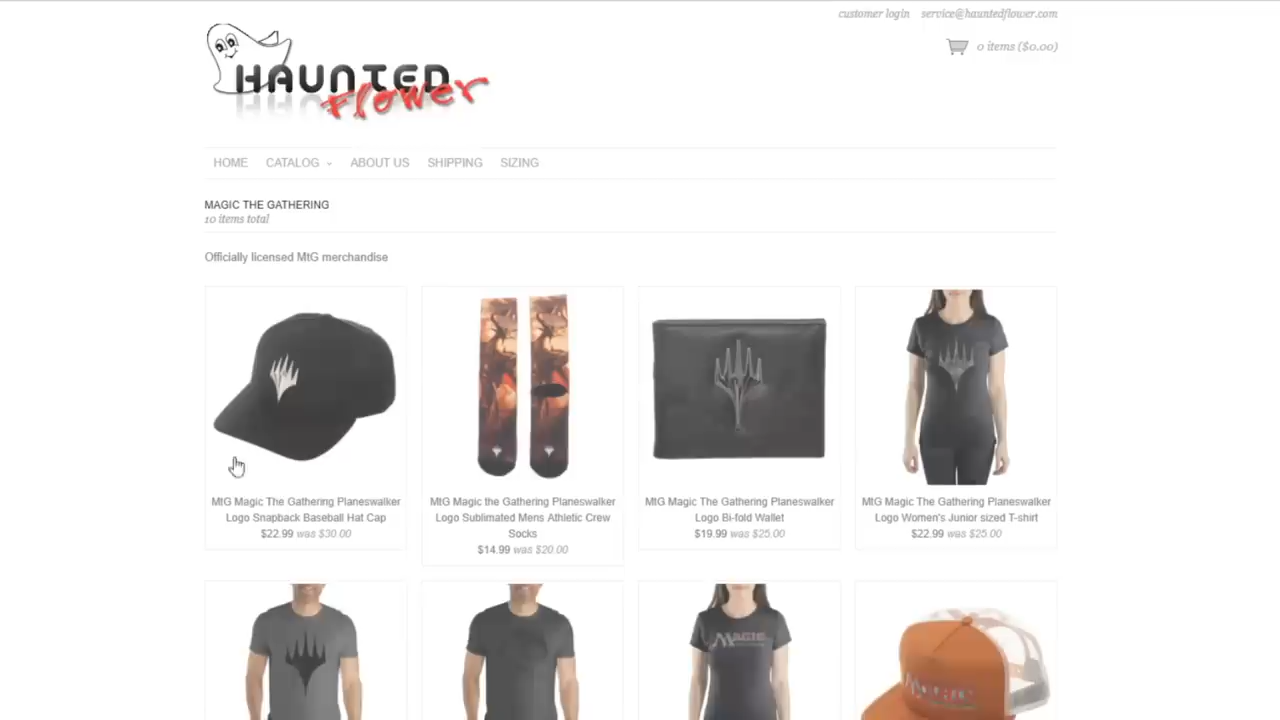 customer login service@hauntedflower.com
0 items ($0.00)
HAUNTED
Flower
HOME CATALOG ABOUT US SHIPPING SIZING
MAGIC THE GATHERING
10 items total
Officially licensed MtG merchandise
MtG Magic The Gathering Planeswalker
Logo Snapback Baseball Hat Cap
$22.99 was $30.00
MtG Magic the Gathering Planeswalker
Logo Sublimated Mens Athletic Crew
Socks
$14.99 was $20.00
MtG Magic The Gathering Planeswalker
Logo Bi-fold Wallet
$19.99 was $25.00
MtG Magic The Gathering Planeswalker
Logo Women's Junior sized T-shirt
$22.99 was $25.00
Magic
Magic